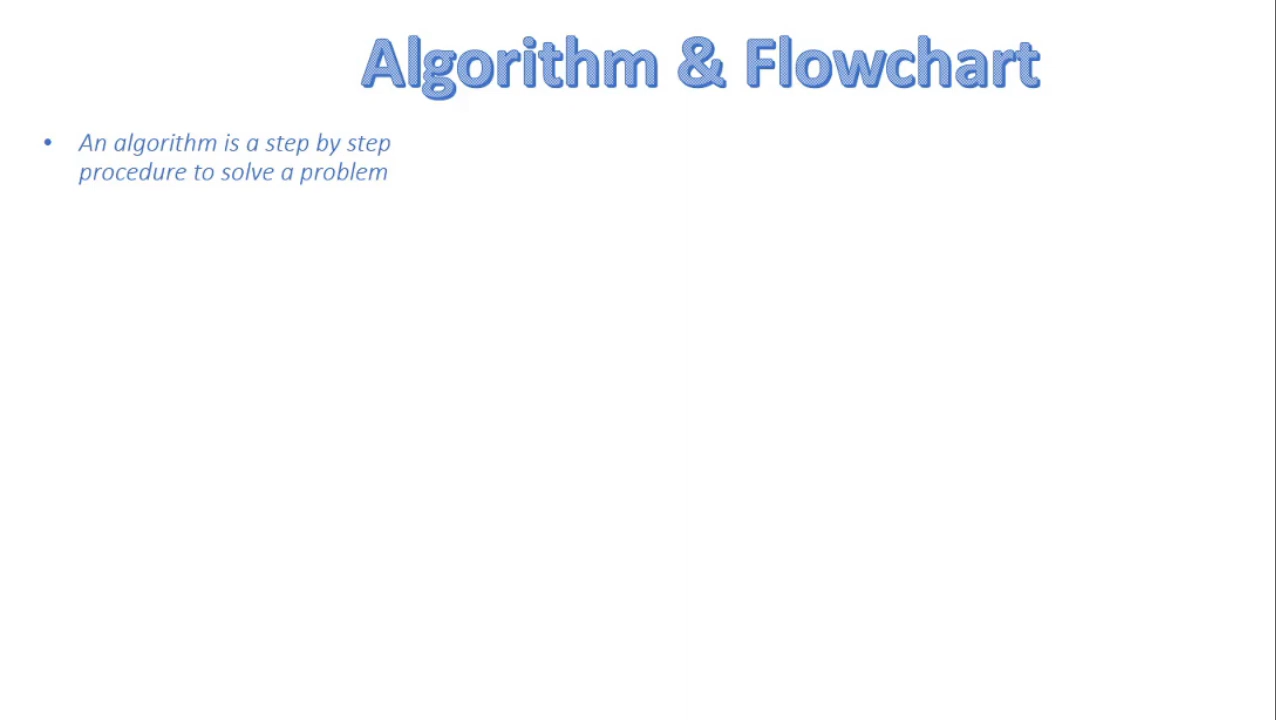 Algorithm & Flowchart
• An algorithm is a step by step
procedure to solve a problem